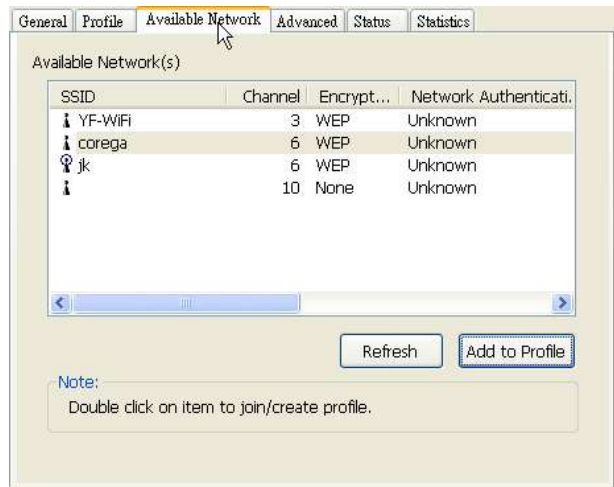 General Profile Available Network Advanced Status Statistics
Available Network(s)
SSID Channel Encrypt... Network Authenticati.
YF-WiFi 3 WEP Unknown
corega 6 WEP Unknown
jk 6 WEP Unknown
10 None Unknown
Refresh Add to Profile
Note:
Double click on item to join/create profile.